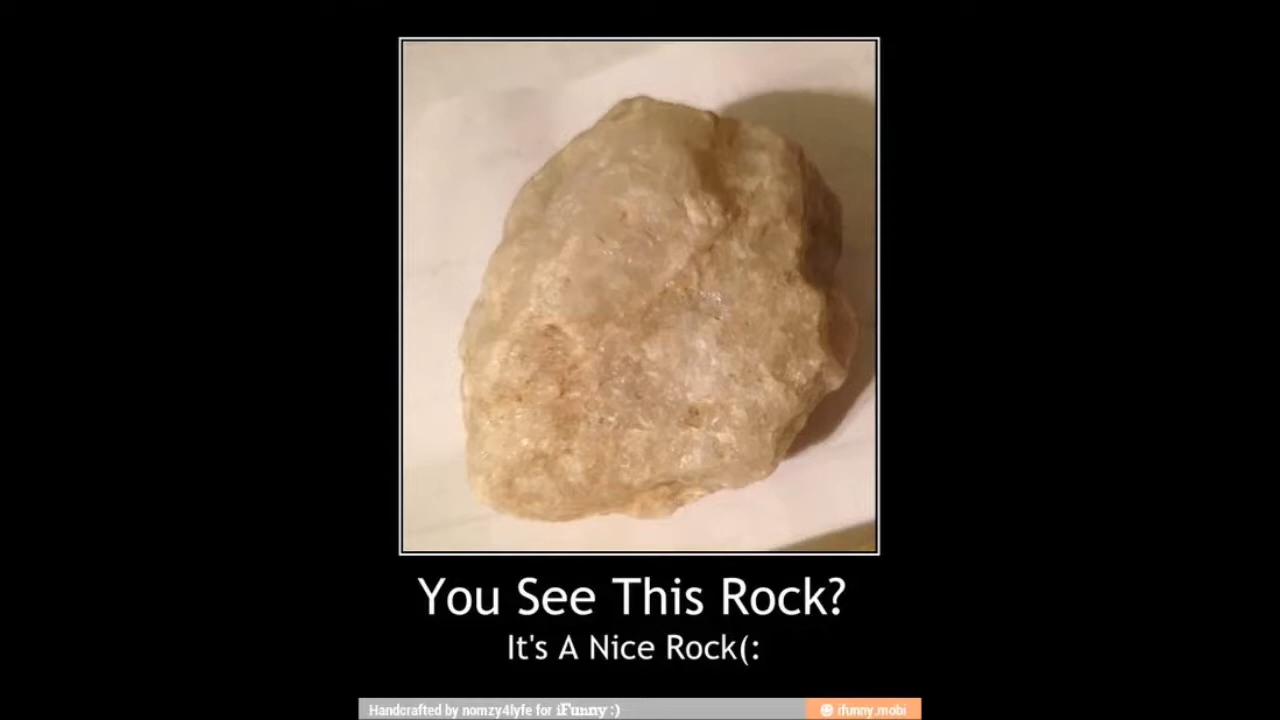 You See This Rock?
It's A Nice Rock(:
Handcrafted by nomzy4lyfe for iFunny :)
ifunny.mobi